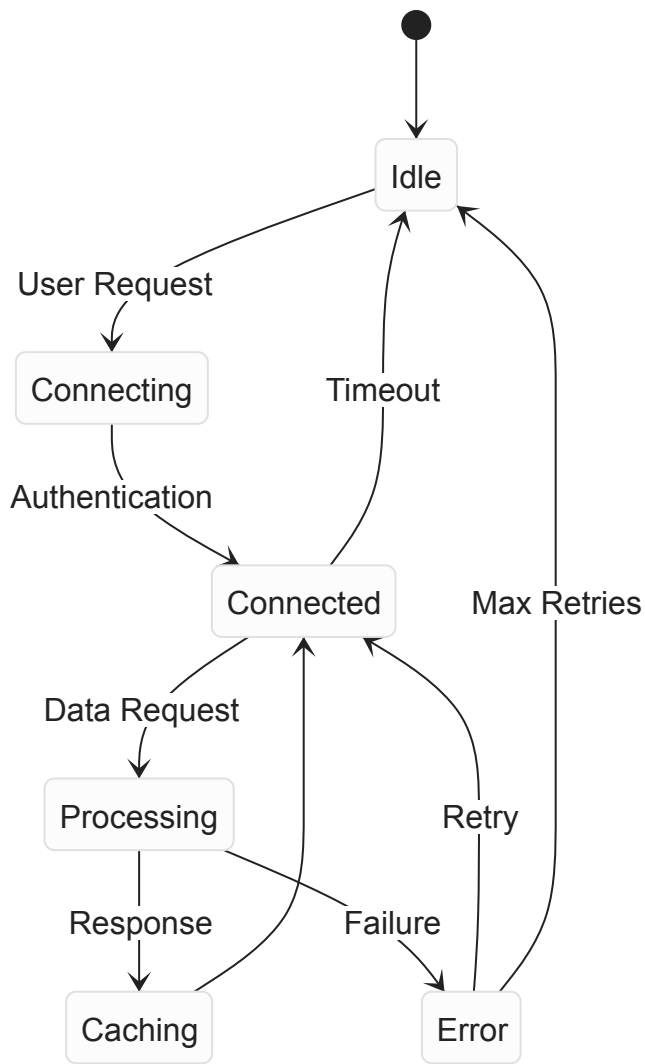 Idle
User Request
Connecting
Timeout
Authentication
Connected
Max Retries
Data Request
Processing
Retry
Response
Failure
Caching
Error